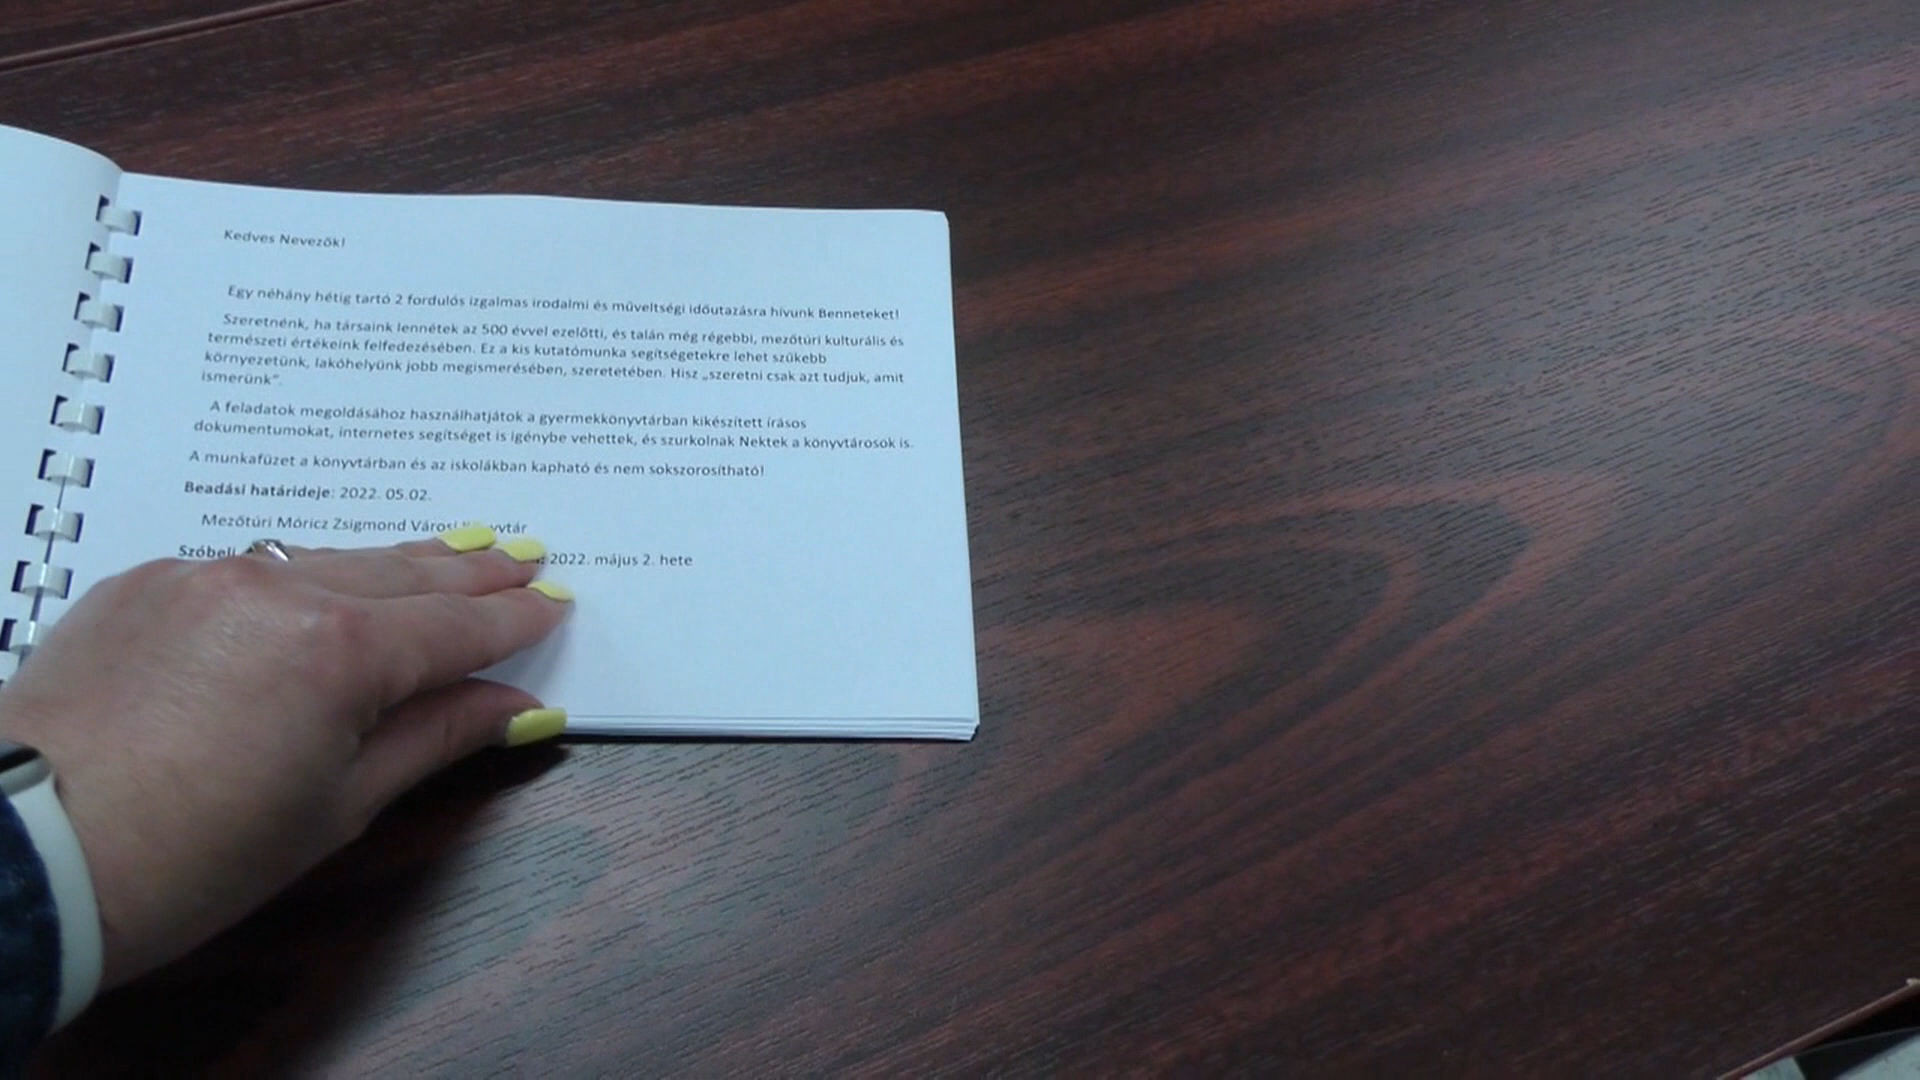 Kedves Nevezők!
Egy néhány hétig tartó 2 fordulós izgalmas irodalmi és műveltségi időutazásra hívunk Benneteket!
Szeretnénk, ha társaink lennétek az 500 évvel ezelőtti, és talán még régebbi, mezőtúri kulturális és
természeti értékeink felfedezésében. Ez a kis kutatómunka segítségetekre lehet szűkebb
környezetünk, lakóhelyünk jobb megismerésében, szeretetében. Hisz „szeretni csak azt tudjuk, amit
ismerünk”.
A feladatok megoldásához használhatjátok a gyermekkönyvtárban kikészített írásos
dokumentumokat, internetes segítséget is igénybe vehettek, és szurkolnak Nektek a könyvtárosok is.
A munkafüzet a könyvtárban és az iskolákban kapható és nem sokszorosítható!
Beadási határideje: 2022. 05.02.
Mezőtúri Móricz Zsigmond Városi
Szóbeli 2022. május 2. hete